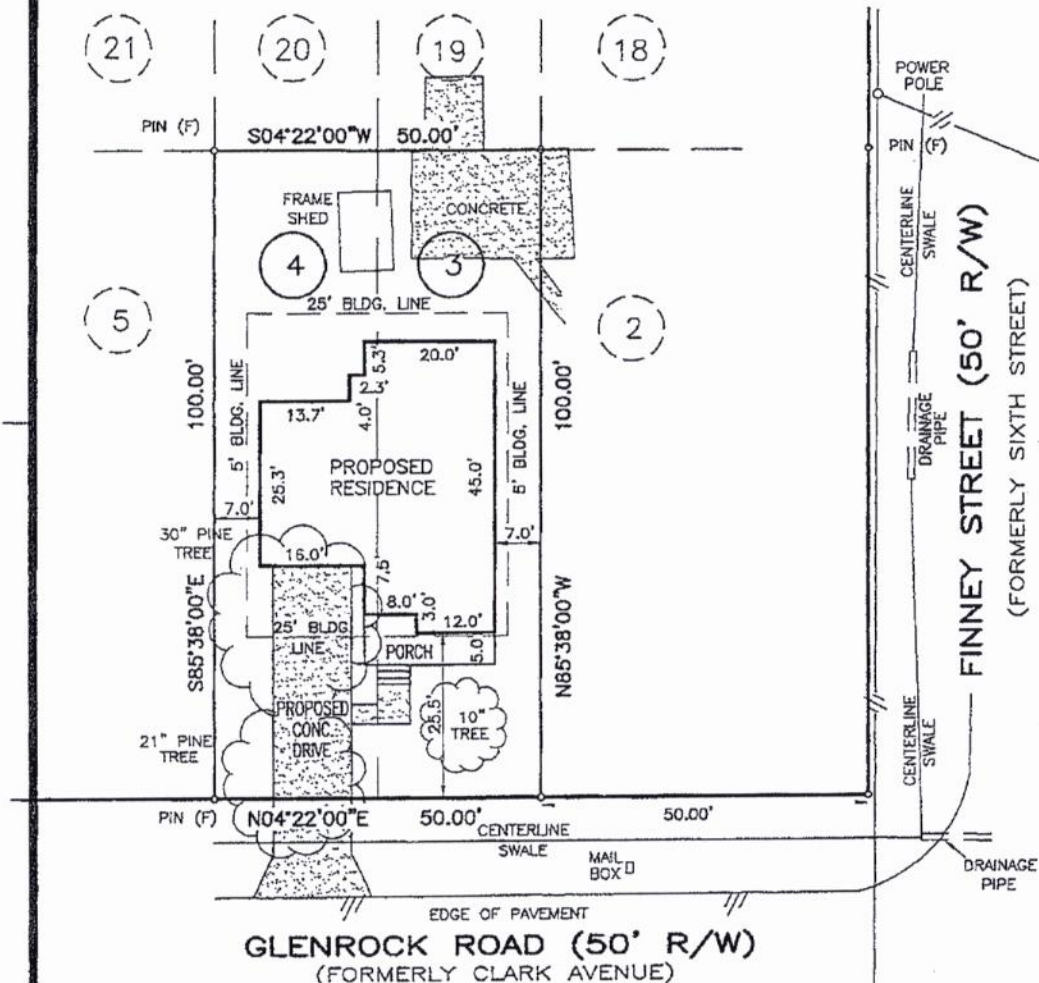 21
20
19
18
POWER
POLE
PIN (F)
S04°22'00"W 50.00'
PIN (F)
FRAME
SHED
CONCRETE
CENTERLINE
SWALE
4
3
25' BLDG. LINE
5
2
20.0'
5.3'
2.3'
13.7'
4.0'
100.00'
5' BLDG. LINE
5' BLDG. LINE
100.00'
PROPOSED
RESIDENCE
45.0'
25.3'
DRAINAGE
PIPE
FINNEY STREET (50' R/W)
(FORMERLY SIXTH STREET)
7.0'
7.0'
30" PINE
TREE
16.0'
7.5'
8.0'
3.0'
12.0'
25' BLDG
LINE
PORCH
5.0'
S85°38'00"E
N85°38'00"W
PROPOSED
CONC.
DRIVE
25.5'
10"
TREE
21" PINE
TREE
CENTERLINE
SWALE
PIN (F)
N04°22'00"E 50.00'
50.00'
CENTERLINE
SWALE
MAIL
BOX
DRAINAGE
PIPE
EDGE OF PAVEMENT
GLENROCK ROAD (50' R/W)
(FORMERLY CLARK AVENUE)